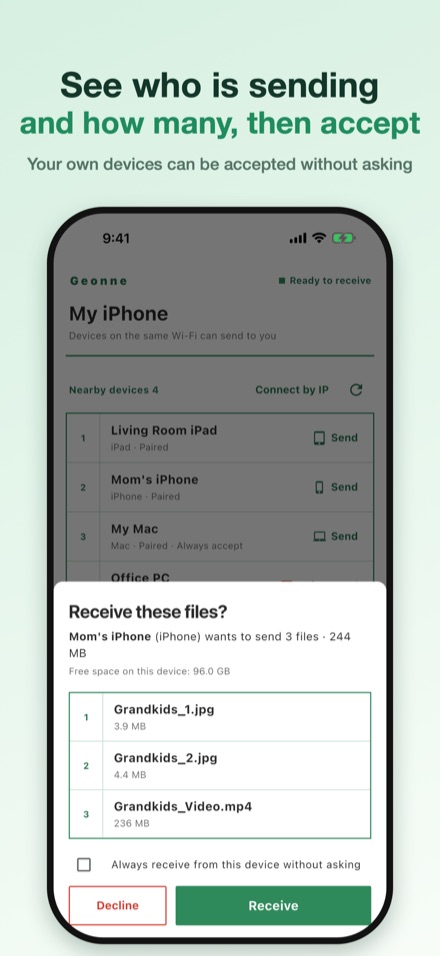 See who is sending
and how many, then accept
Your own devices can be accepted without asking
9:41
Geonne
Ready to receive
My iPhone
Devices on the same Wi-Fi can send to you
Nearby devices 4
Connect by IP
1
Living Room iPad
iPad · Paired
Send
2
Mom's iPhone
iPhone · Paired
Send
3
My Mac
Mac · Paired · Always accept
Send
Office PC
Receive these files?
Mom's iPhone (iPhone) wants to send 3 files · 244
MB
Free space on this device: 96.0 GB
1
Grandkids_1.jpg
3.9 MB
2
Grandkids_2.jpg
4.4 MB
3
Grandkids_Video.mp4
236 MB
Always receive from this device without asking
Decline
Receive